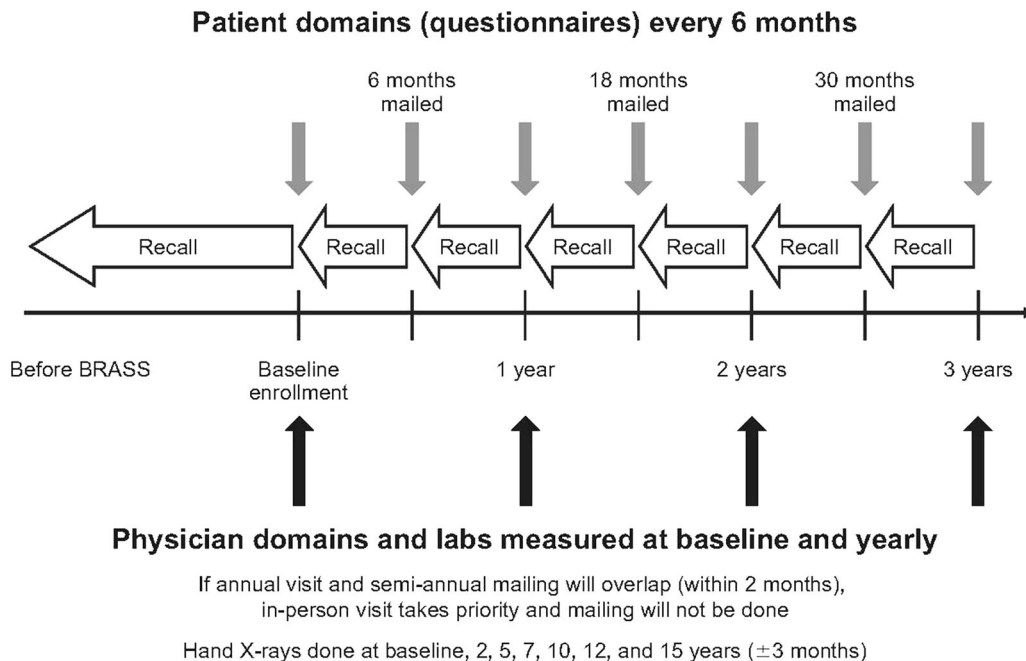 Patient domains (questionnaires) every 6 months
6 months
mailed
18 months
mailed
30 months
mailed
Recall
Recall
Recall
Recall
Recall
Recall
Recall
Before BRASS
Baseline
enrollment
1 year
2 years
3 years
Physician domains and labs measured at baseline and yearly
If annual visit and semi-annual mailing will overlap (within 2 months),
in-person visit takes priority and mailing will not be done
Hand X-rays done at baseline, 2, 5, 7, 10, 12, and 15 years (±3 months)